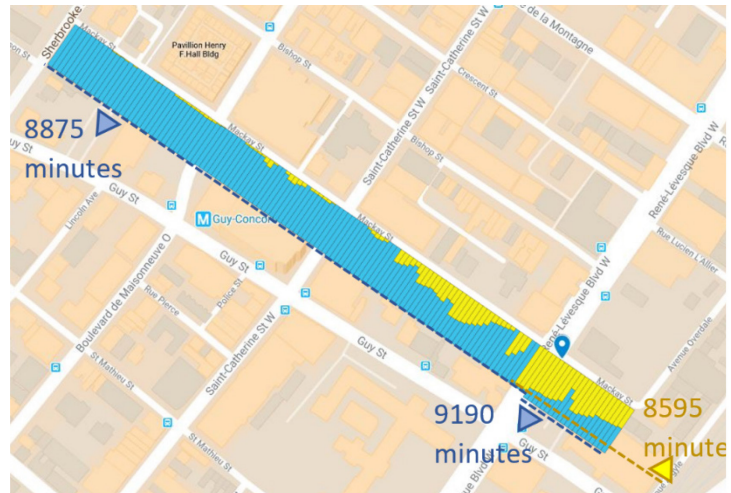 Sherbrooke
Mackay St
Pavillion Henry
F.Hall Bldg
Bishop St
de la Montagne
Saint-Catherine St W
Crescent St
8875
minutes
Mackay St
Bishop St
René-Lévesque Blvd W
Guy St
Lincoln Ave
M Guy-Concor
Saint-Catherine St W
Mackay St
Rue Lucien L'Allier
Boulevard de Maisonneuve O
Guy St
Police St
Rue Pierce
René-Lévesque Blvd W
Avenue Overdale
St Mathieu St
Saint-Catherine St W
Guy St
Mackay St
9190
minutes
8595
minute
St Mathieu St
Guy St